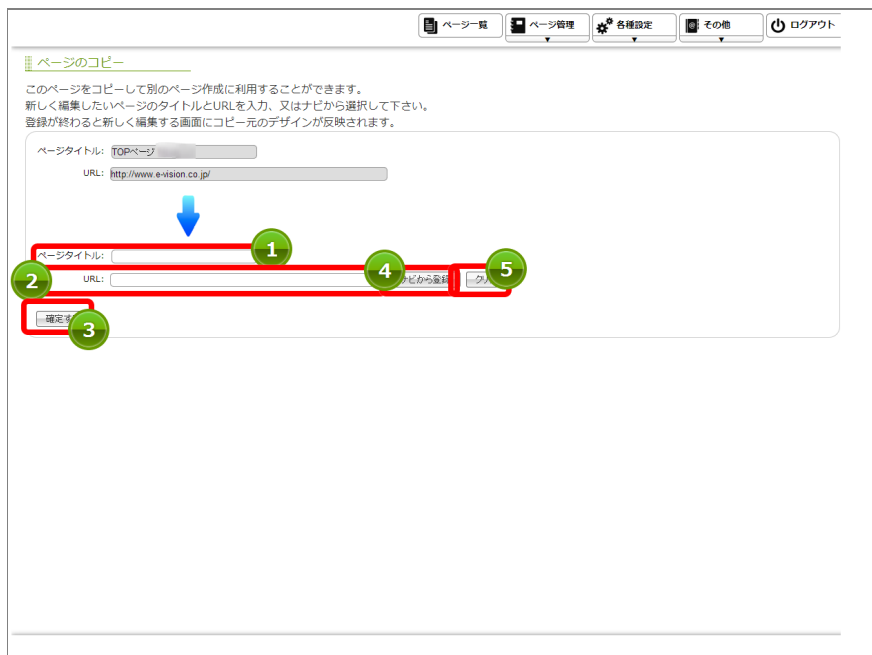 ページ一覧 ページ管理 各種設定 その他 ログアウト
▼ ▼ ▼
ページのコピー
このページをコピーして別のページ作成に利用することができます。
新しく編集したいページのタイトルとURLを入力、又はナビから選択して下さい。
登録が終わると新しく編集する画面にコピー元のデザインが反映されます。
ページタイトル: TOPページ
URL: http://www.e-vision.co.jp/
ページタイトル: 1
2 URL: 4 ナビから登録 5
確定す 3